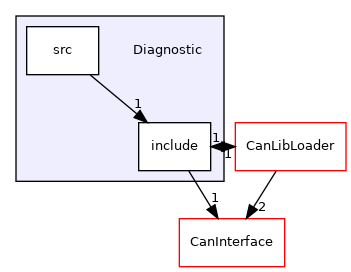 src
Diagnostic
1
include
1
1
CanLibLoader
1
2
CanInterface